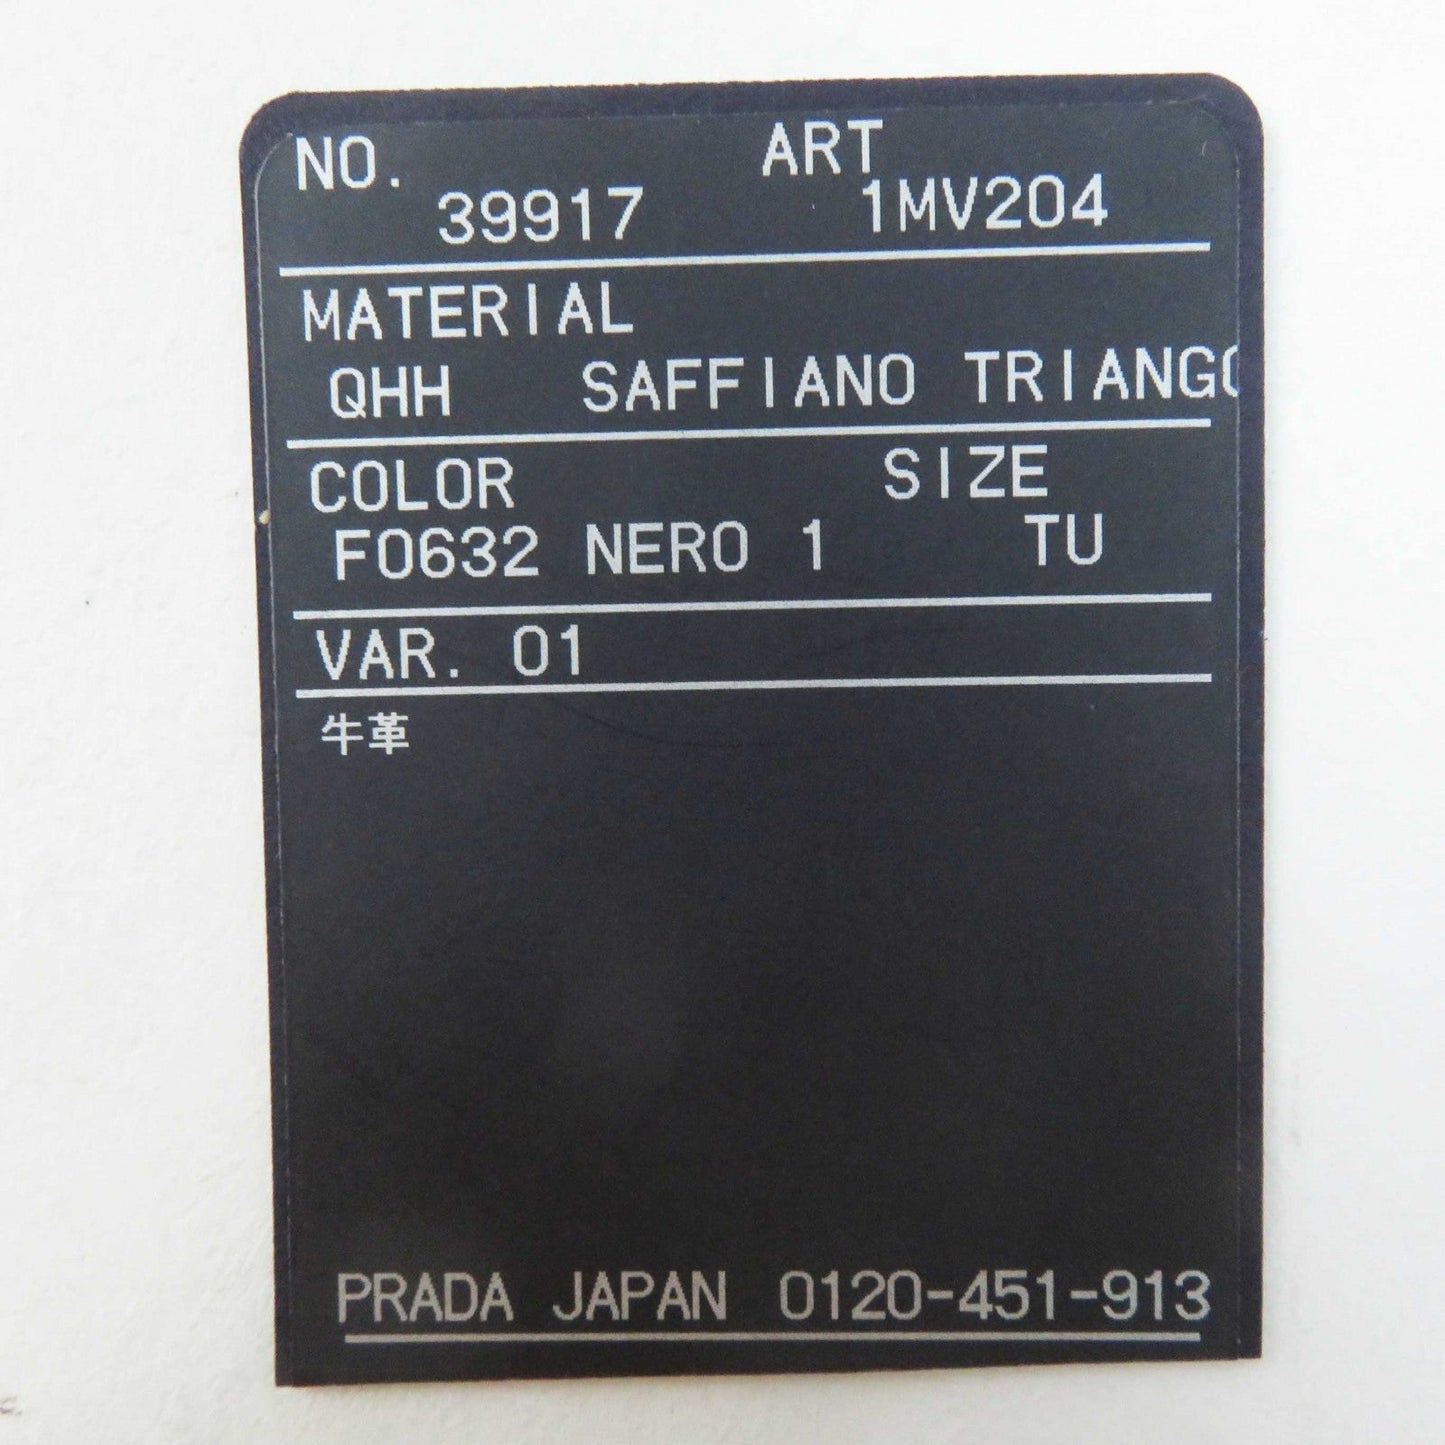 NO. ART
39917 1MV204
MATERIAL
QHH SAFFIANO TRIANGO
COLOR SIZE
F0632 NERO 1 TU
VAR. 01
牛革
PRADA JAPAN 0120-451-913